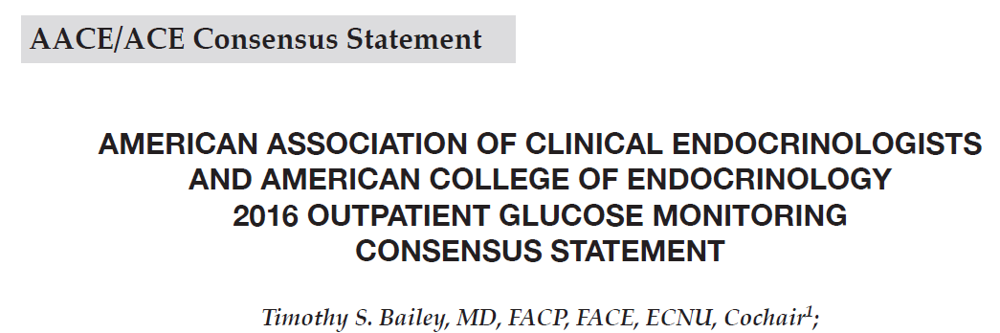 AACE/ACE Consensus Statement
AMERICAN ASSOCIATION OF CLINICAL ENDOCRINOLOGISTS
AND AMERICAN COLLEGE OF ENDOCRINOLOGY
2016 OUTPATIENT GLUCOSE MONITORING
CONSENSUS STATEMENT
Timothy S. Bailey, MD, FACP, FACE, ECNU, Cochair¹;